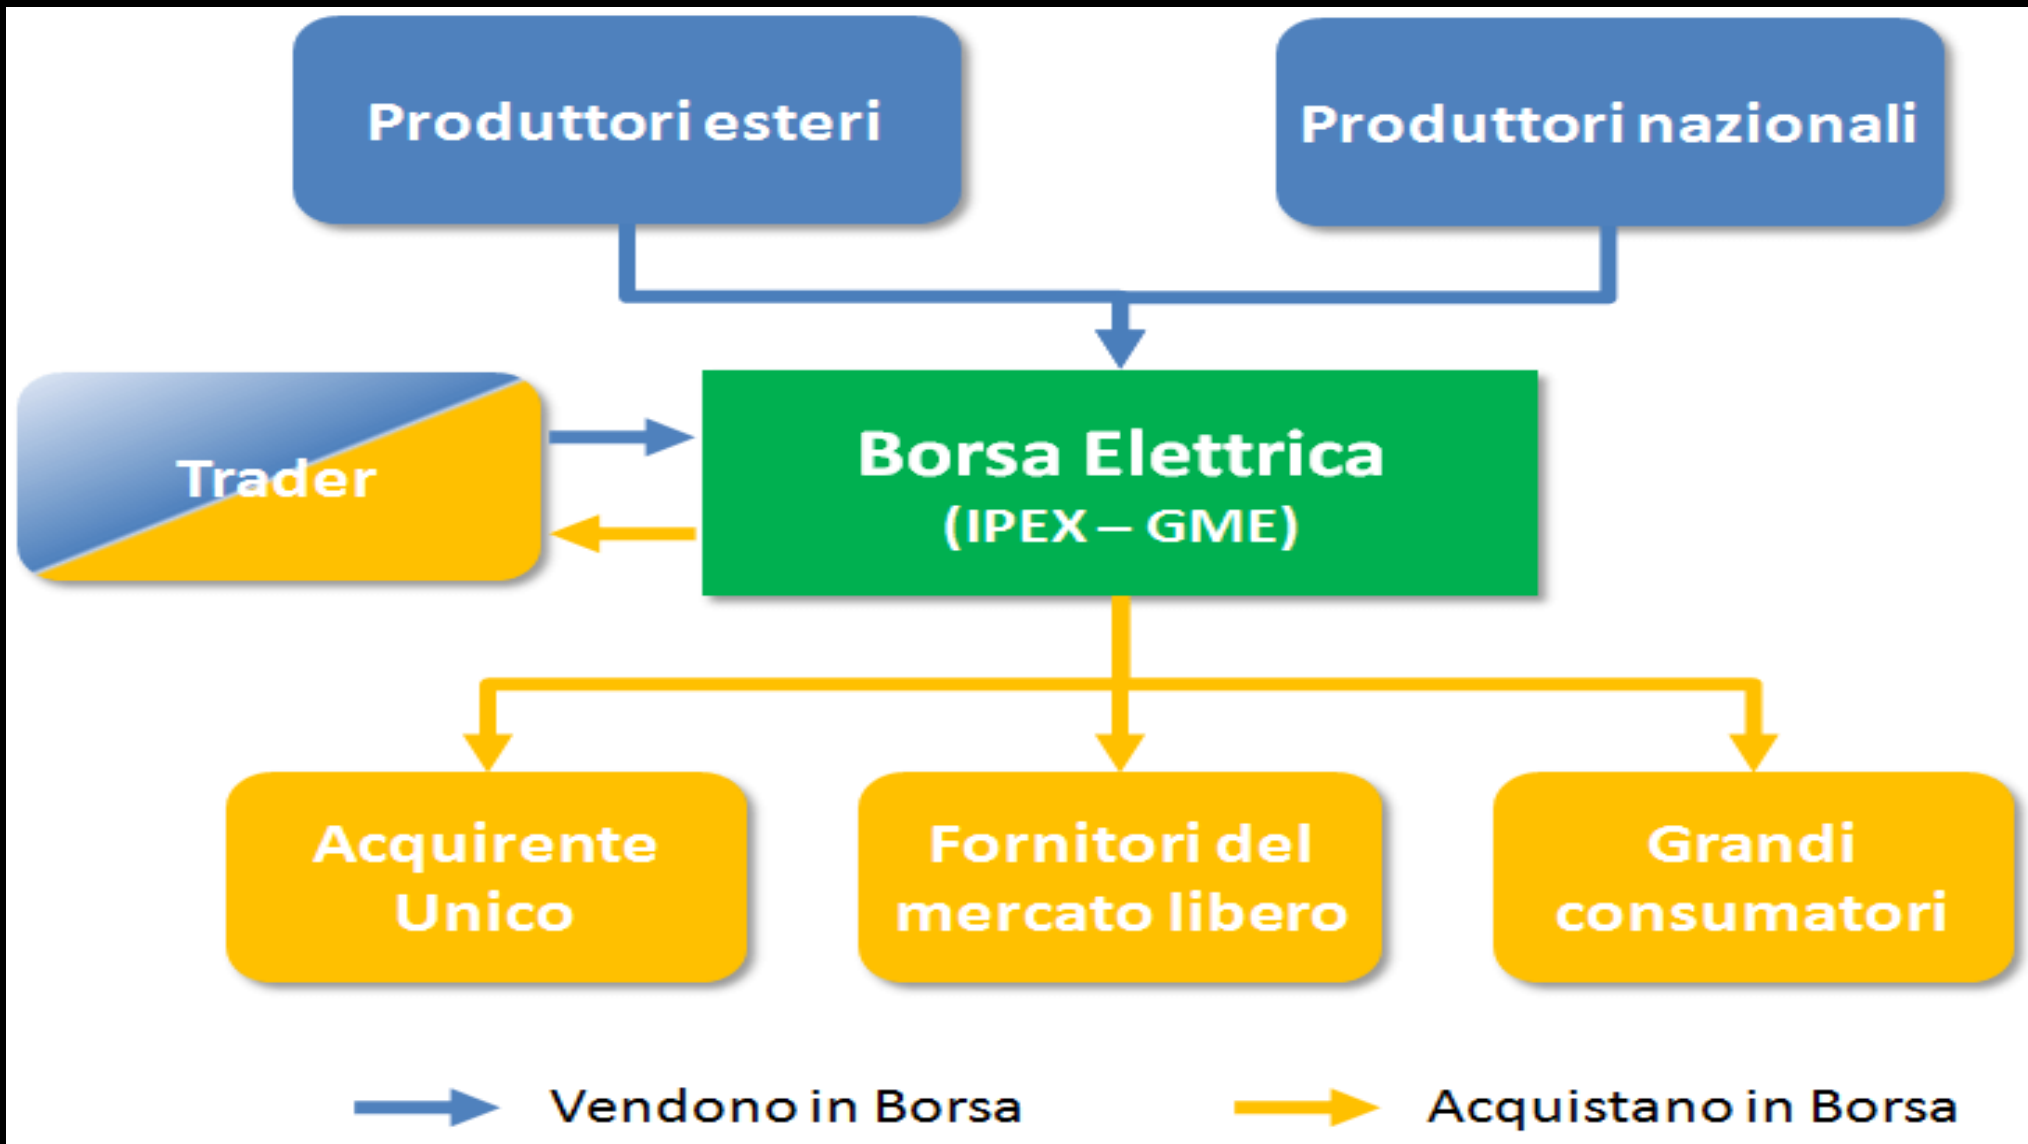 Produttori esteri
Produttori nazionali
Trader
Borsa Elettrica
(IPEX – GME)
Acquirente
Unico
Fornitori del
mercato libero
Grandi
consumatori
Vendono in Borsa
Acquistano in Borsa